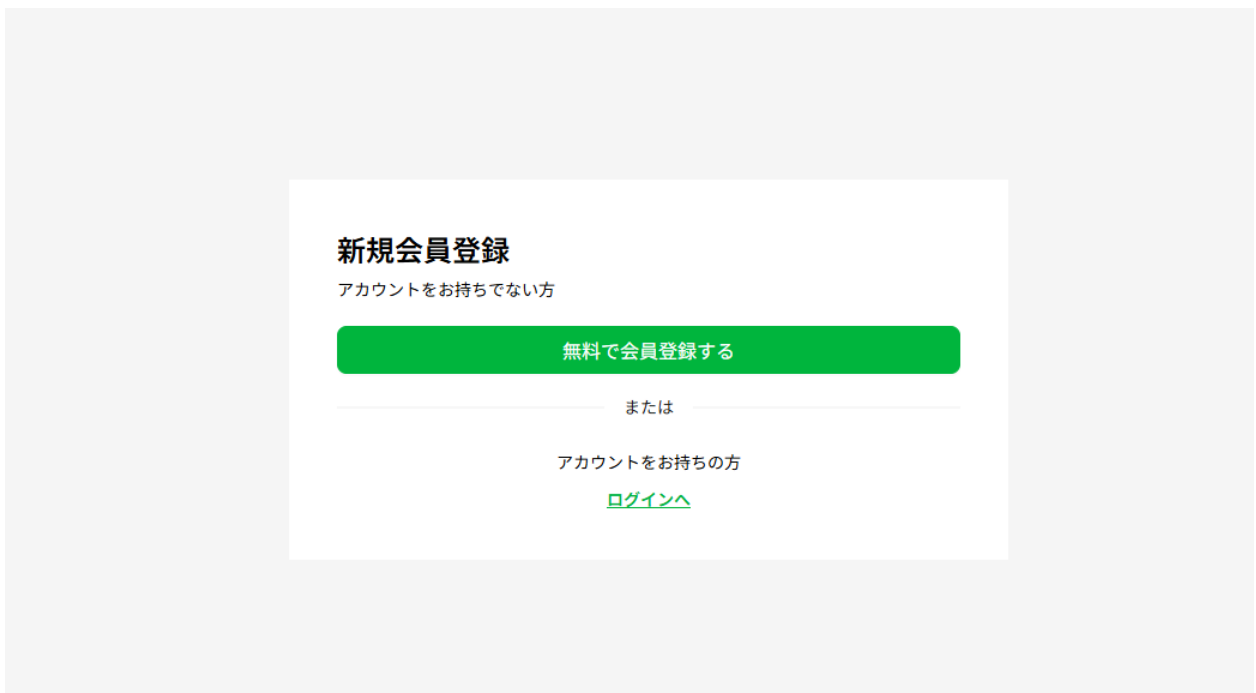 新規会員登録
アカウントをお持ちでない方
無料で会員登録する
または
アカウントをお持ちの方
ログインへ